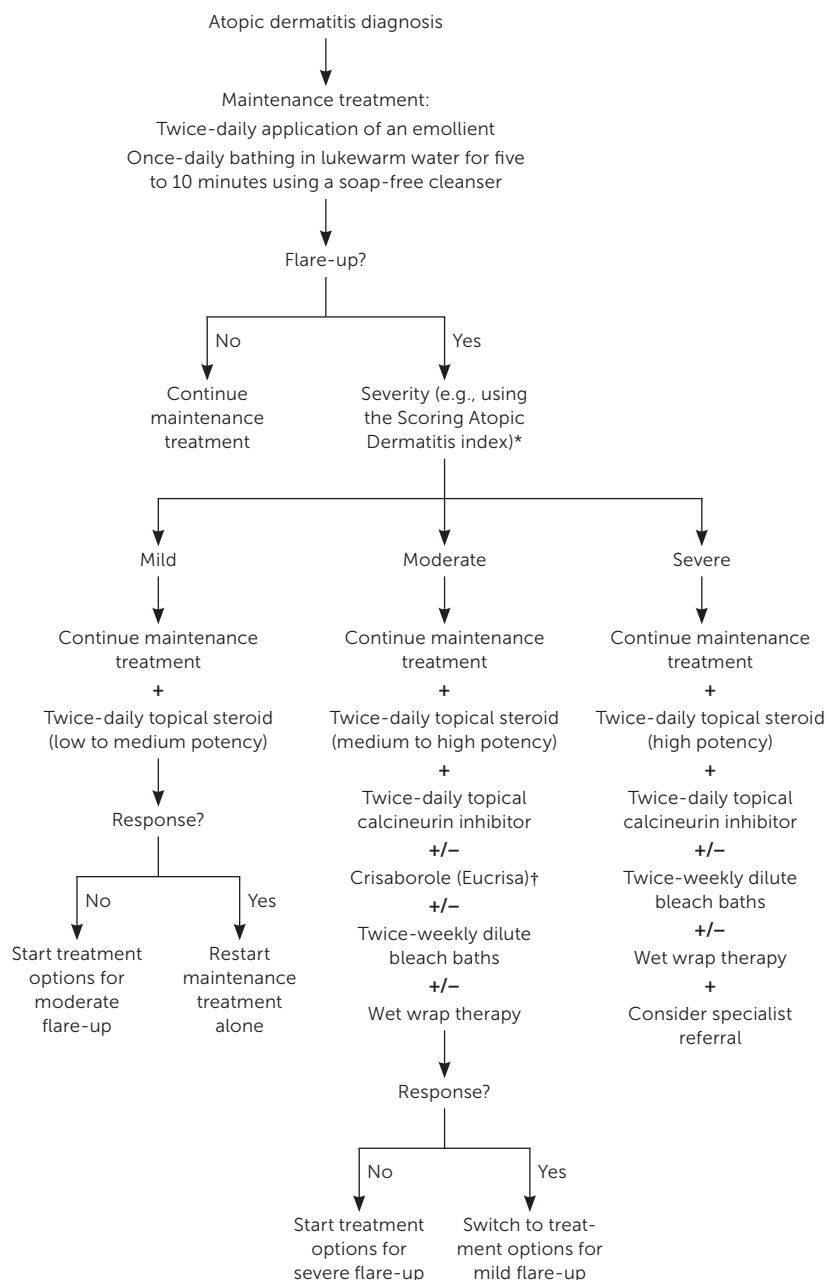 Atopic dermatitis diagnosis
Maintenance treatment:
Twice-daily application of an emollient
Once-daily bathing in lukewarm water for five
to 10 minutes using a soap-free cleanser
Flare-up?
No
Continue
maintenance
treatment
Yes
Severity (e.g., using
the Scoring Atopic
Dermatitis index)*
Mild
Continue maintenance
treatment
+
Twice-daily topical steroid
(low to medium potency)
Response?
No
Start treatment
options for
moderate
flare-up
Yes
Restart
maintenance
treatment
alone
Moderate
Continue maintenance
treatment
+
Twice-daily topical steroid
(medium to high potency)
+
Twice-daily topical
calcineurin inhibitor
+/−
Crisaborole (Eucrisa)†
+/−
Twice-weekly dilute
bleach baths
+/−
Wet wrap therapy
Response?
No
Start treatment
options for
severe flare-up
Yes
Switch to treat-
ment options for
mild flare-up
Severe
Continue maintenance
treatment
+
Twice-daily topical steroid
(high potency)
+
Twice-daily topical
calcineurin inhibitor
+/−
Twice-weekly dilute
bleach baths
+/−
Wet wrap therapy
+
Consider specialist
referral